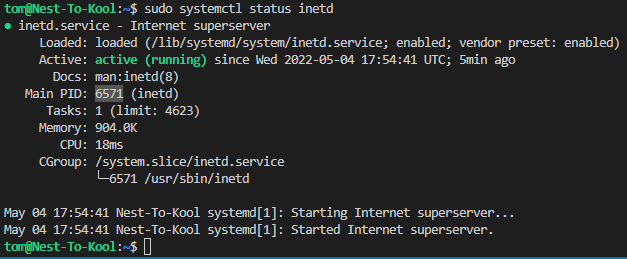 tom@Nest-To-Kool:~$ sudo systemctl status inetd
● inetd.service - Internet superserver
Loaded: loaded (/lib/systemd/system/inetd.service; enabled; vendor preset: enabled)
Active: active (running) since Wed 2022-05-04 17:54:41 UTC; 5min ago
Docs: man:inetd(8)
Main PID: 6571 (inetd)
Tasks: 1 (limit: 4623)
Memory: 904.0K
CPU: 18ms
CGroup: /system.slice/inetd.service
└─6571 /usr/sbin/inetd
May 04 17:54:41 Nest-To-Kool systemd[1]: Starting Internet superserver...
May 04 17:54:41 Nest-To-Kool systemd[1]: Started Internet superserver.
tom@Nest-To-Kool:~$